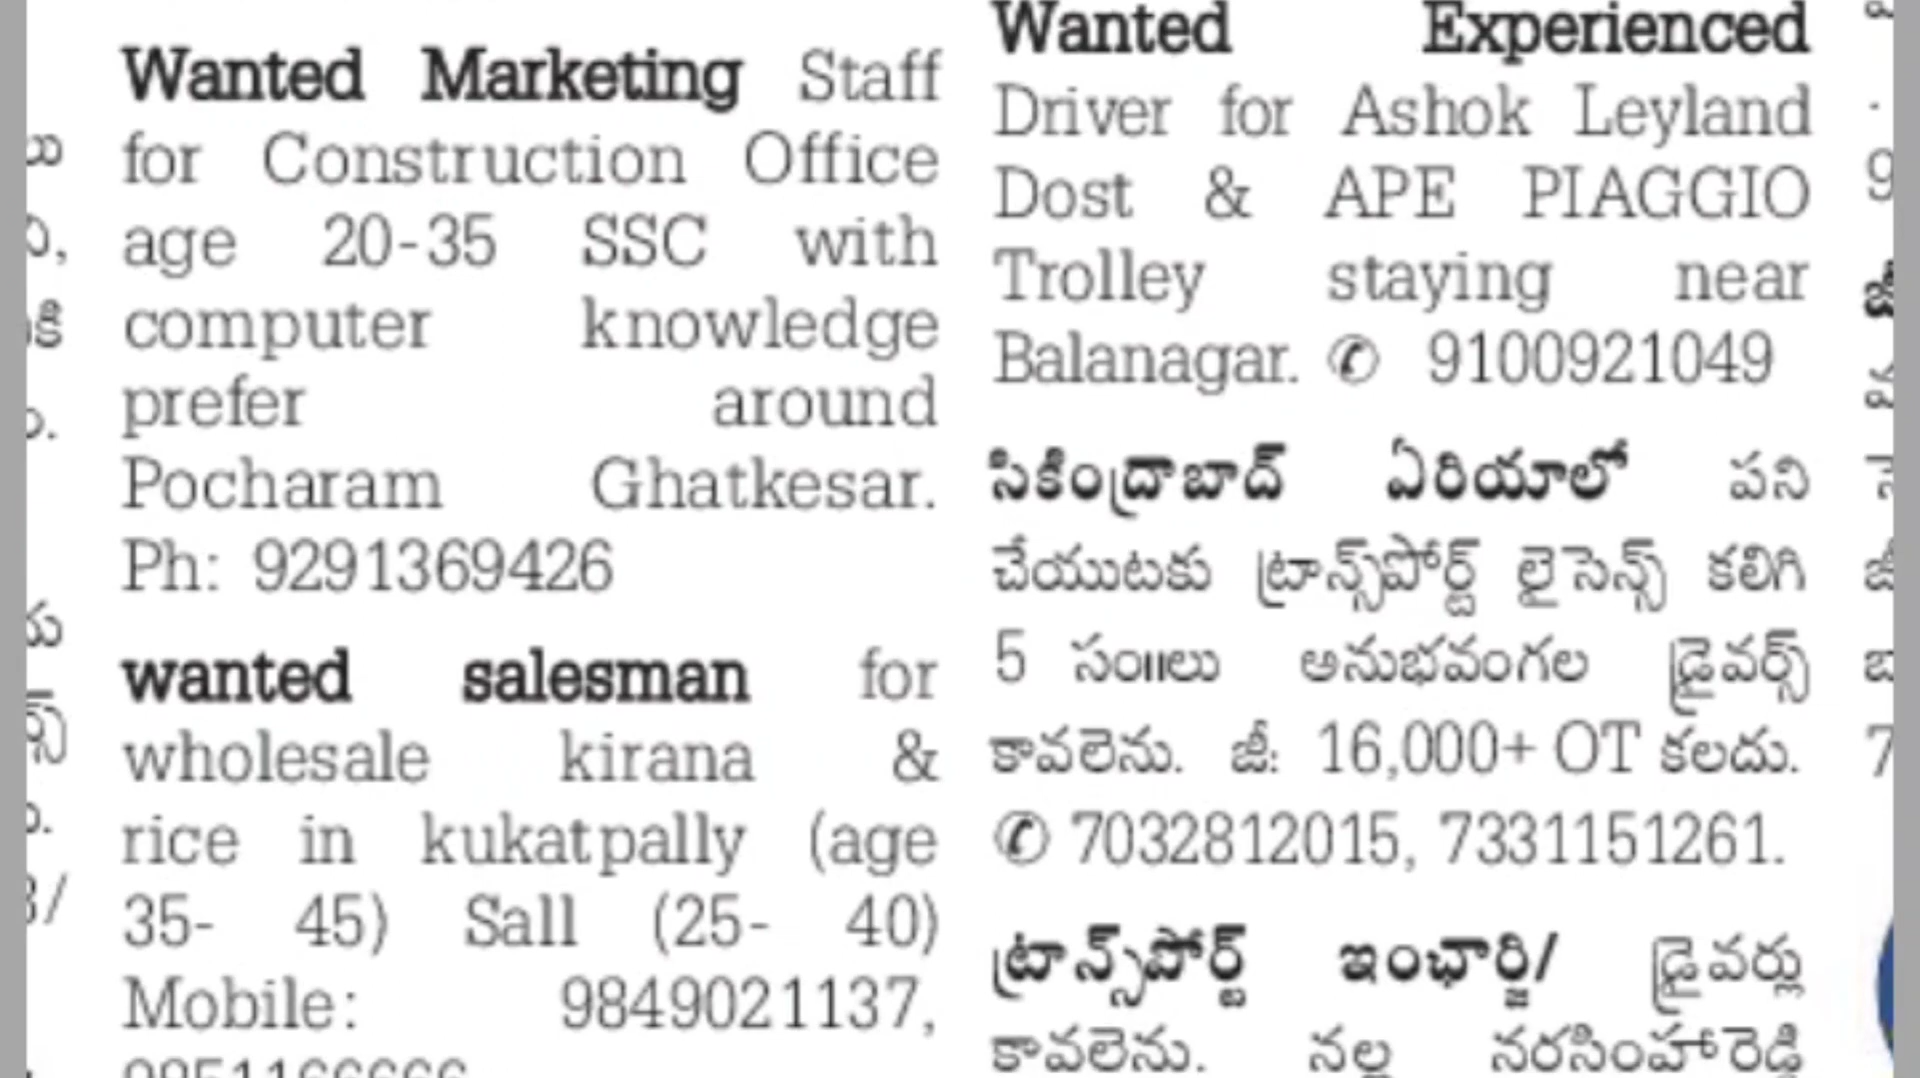 Wanted Marketing Staff
for Construction Office
age 20-35 SSC with
computer knowledge
prefer around
Pocharam Ghatkesar.
Ph: 9291369426
wanted salesman for
wholesale kirana &
rice in kukatpally (age
35- 45) Sall (25- 40)
Mobile: 9849021137,
Wanted Experienced
Driver for Ashok Leyland
Dost & APE PIAGGIO
Trolley staying near
Balanagar. ✆ 9100921049
సికింద్రాబాద్ ఏరియాలో పని
చేయుటకు ట్రాన్స్‌పోర్ట్ లైసెన్స్ కలిగి
5 సం॥లు అనుభవంగల డ్రైవర్స్
కావలెను. జీ: 16,000+ OT కలదు.
✆ 7032812015, 7331151261.
ట్రాన్స్‌పోర్ట్ ఇంఛార్జి/ డ్రైవర్లు
కావలెను. నల్ల నరసింహారెడ్డి